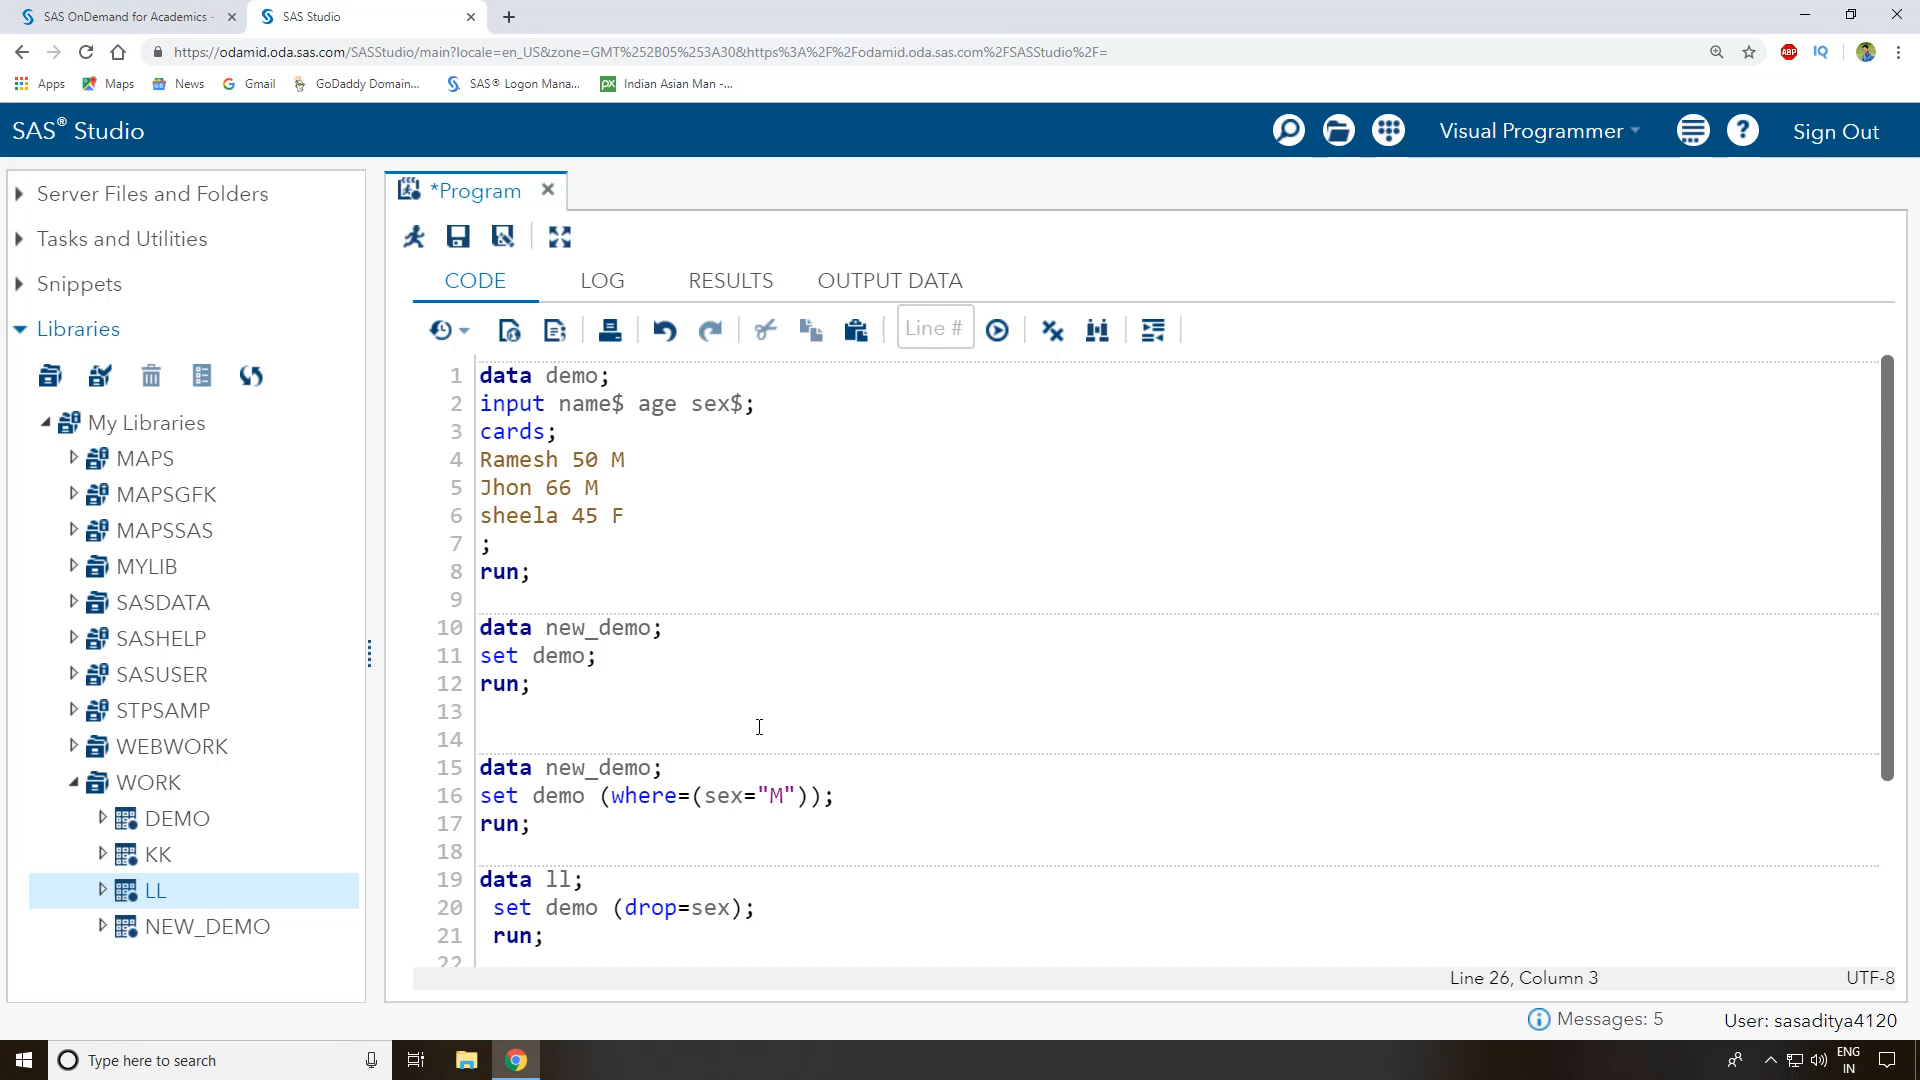 SAS OnDemand for Academics -
SAS Studio
https://odamid.oda.sas.com/SASStudio/main?locale=en_US&zone=GMT%252B05%253A30&https%3A%2F%2Fodamid.oda.sas.com%2FSASStudio%2F=
ABP
IQ
Apps
Maps
News
Gmail
GoDaddy Domain...
SAS® Logon Mana...
px Indian Asian Man -...
SAS® Studio
Visual Programmer
?
Sign Out
Server Files and Folders
Tasks and Utilities
Snippets
Libraries
My Libraries
MAPS
MAPSGFK
MAPSSAS
MYLIB
SASDATA
SASHELP
SASUSER
STPSAMP
WEBWORK
WORK
DEMO
KK
LL
NEW_DEMO
*Program
CODE LOG RESULTS OUTPUT DATA
Line #
1 data demo;
2 input name$ age sex$;
3 cards;
4 Ramesh 50 M
5 Jhon 66 M
6 sheela 45 F
7 ;
8 run;
9
10 data new_demo;
11 set demo;
12 run;
13
14
15 data new_demo;
16 set demo (where=(sex="M"));
17 run;
18
19 data ll;
20 set demo (drop=sex);
21 run;
22
Line 26, Column 3
UTF-8
Messages: 5
User: sasaditya4120
Type here to search
ENG
IN